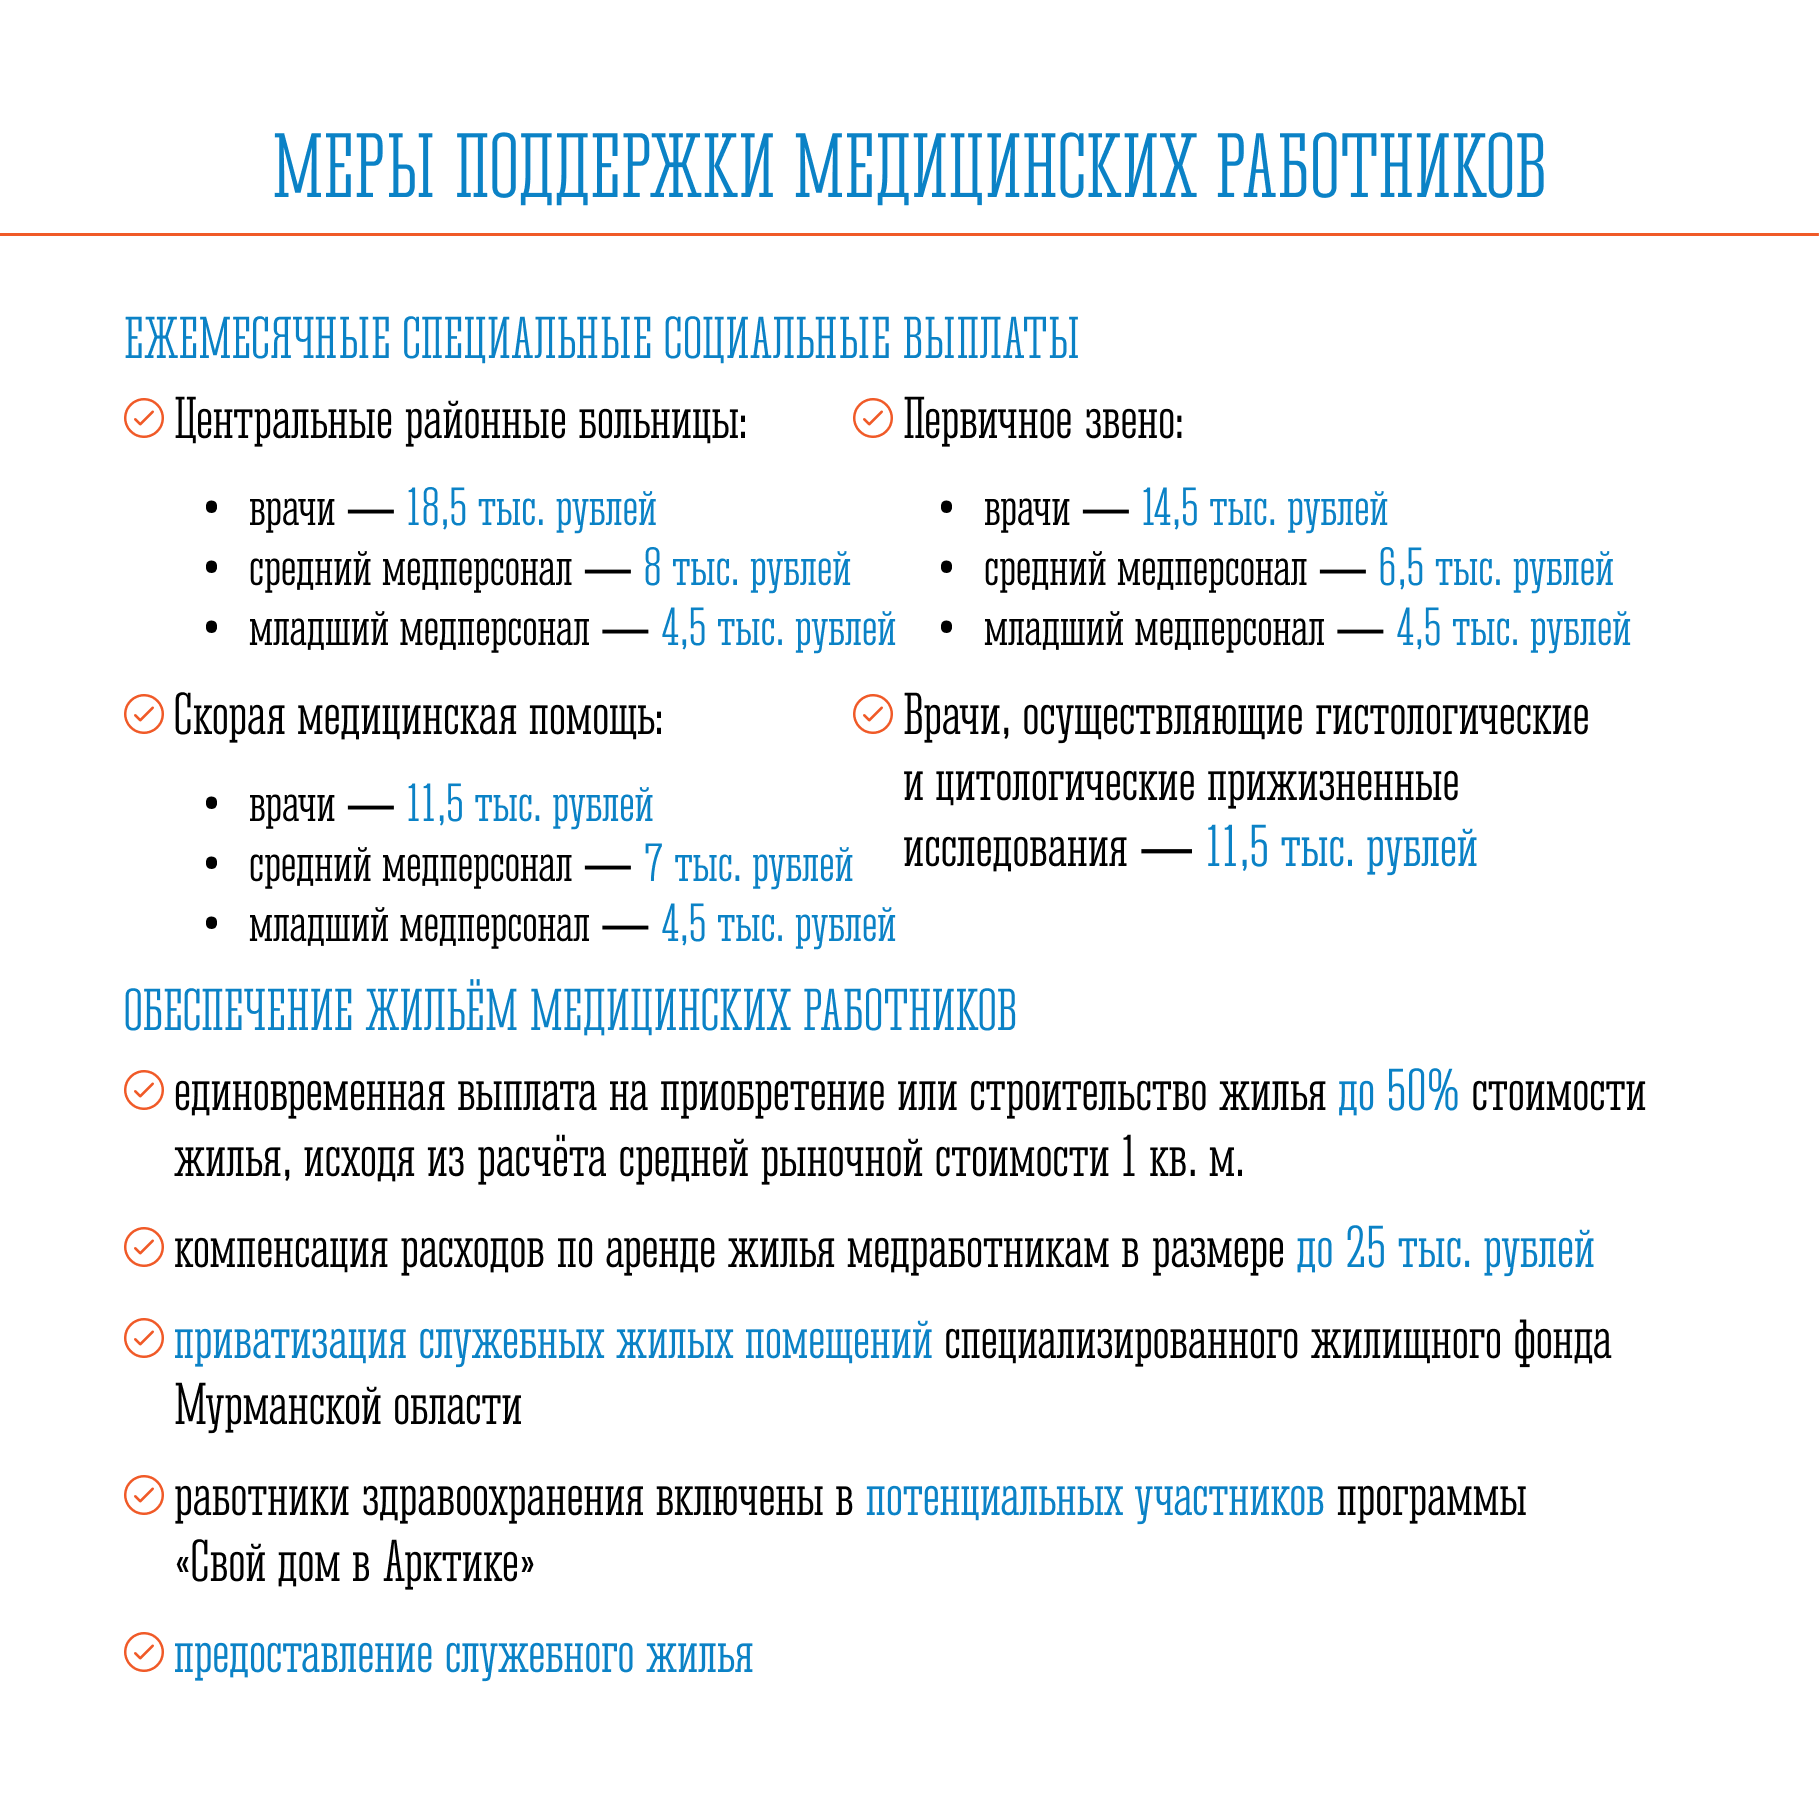 МЕРЫ ПОДДЕРЖКИ МЕДИЦИНСКИХ РАБОТНИКОВ
ЕЖЕМЕСЯЧНЫЕ СПЕЦИАЛЬНЫЕ СОЦИАЛЬНЫЕ ВЫПЛАТЫ
Центральные районные больницы:
• врачи — 18,5 тыс. рублей
• средний медперсонал — 8 тыс. рублей
• младший медперсонал — 4,5 тыс. рублей
Первичное звено:
• врачи — 14,5 тыс. рублей
• средний медперсонал — 6,5 тыс. рублей
• младший медперсонал — 4,5 тыс. рублей
Скорая медицинская помощь:
• врачи — 11,5 тыс. рублей
• средний медперсонал — 7 тыс. рублей
• младший медперсонал — 4,5 тыс. рублей
Врачи, осуществляющие гистологические
и цитологические прижизненные
исследования — 11,5 тыс. рублей
ОБЕСПЕЧЕНИЕ ЖИЛЬЁМ МЕДИЦИНСКИХ РАБОТНИКОВ
единовременная выплата на приобретение или строительство жилья до 50% стоимости
жилья, исходя из расчёта средней рыночной стоимости 1 кв. м.
компенсация расходов по аренде жилья медработникам в размере до 25 тыс. рублей
приватизация служебных жилых помещений специализированного жилищного фонда
Мурманской области
работники здравоохранения включены в потенциальных участников программы
«Свой дом в Арктике»
предоставление служебного жилья